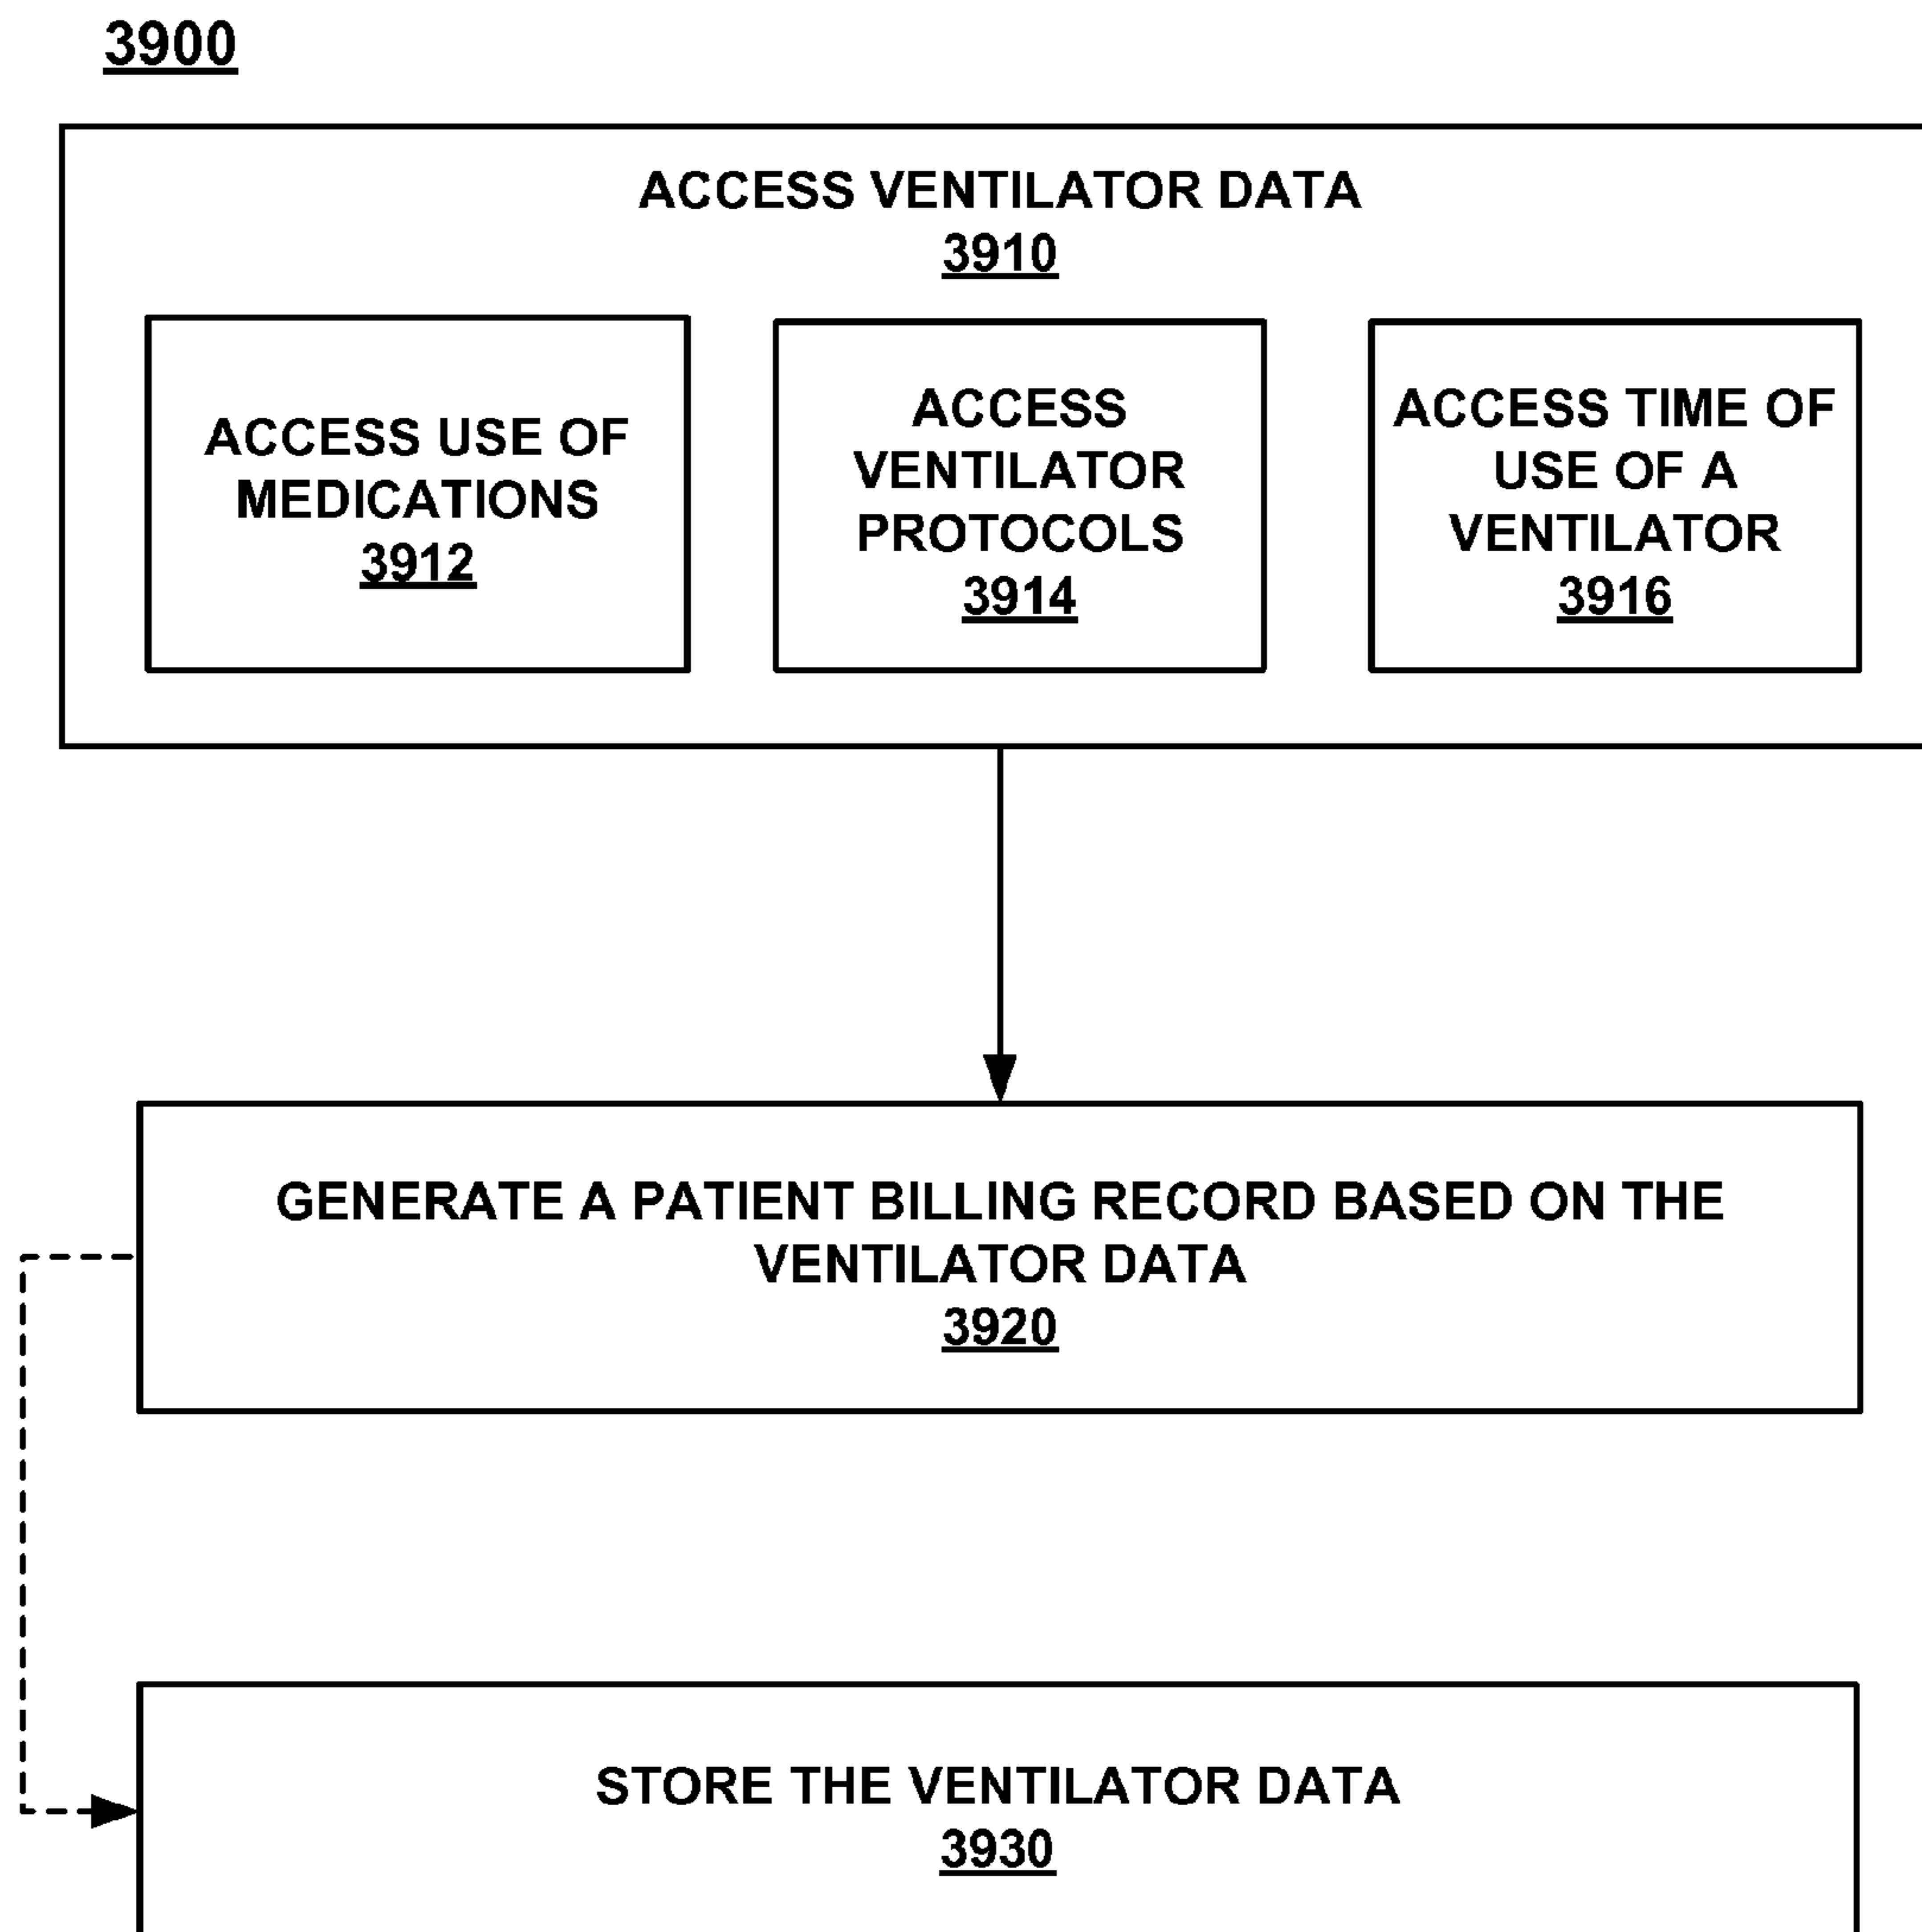 3900
ACCESS VENTILATOR DATA
3910
ACCESS USE OF
MEDICATIONS
3912
ACCESS
VENTILATOR
PROTOCOLS
3914
ACCESS TIME OF
USE OF A
VENTILATOR
3916
GENERATE A PATIENT BILLING RECORD BASED ON THE
VENTILATOR DATA
3920
STORE THE VENTILATOR DATA
3930